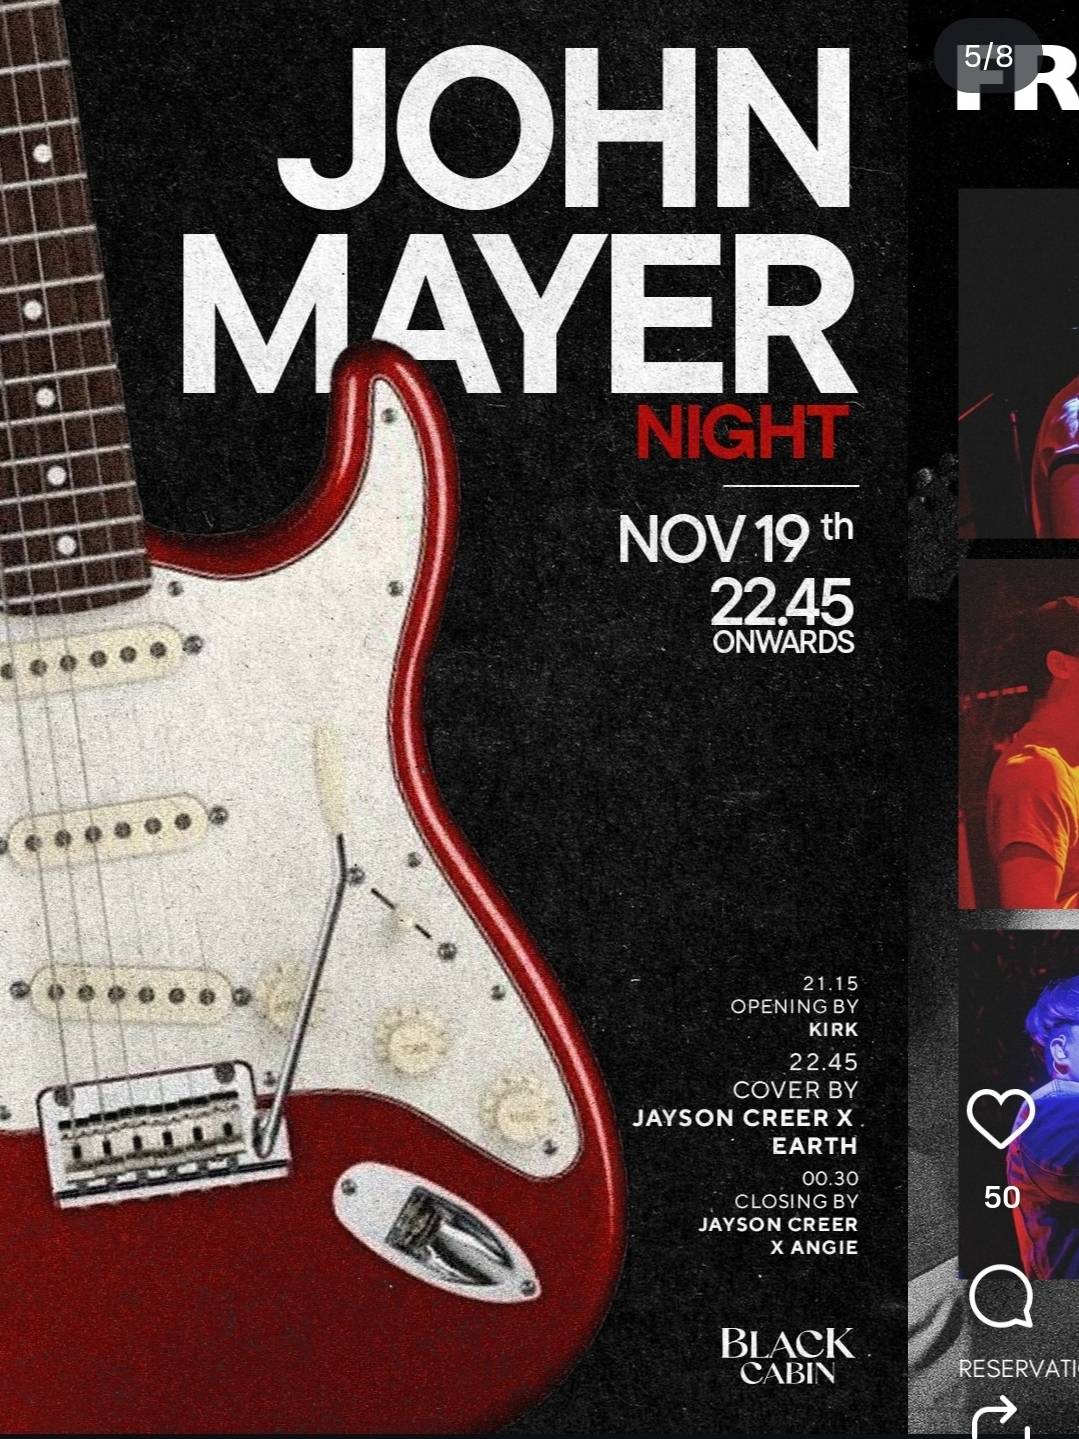 JOHN
MAYER
NIGHT
NOV 19 th
22.45
ONWARDS
21.15
OPENING BY
KIRK
22.45
COVER BY
JAYSON CREER X
EARTH
00.30
CLOSING BY
JAYSON CREER
X ANGIE
BLACK
CABIN
5/8
50